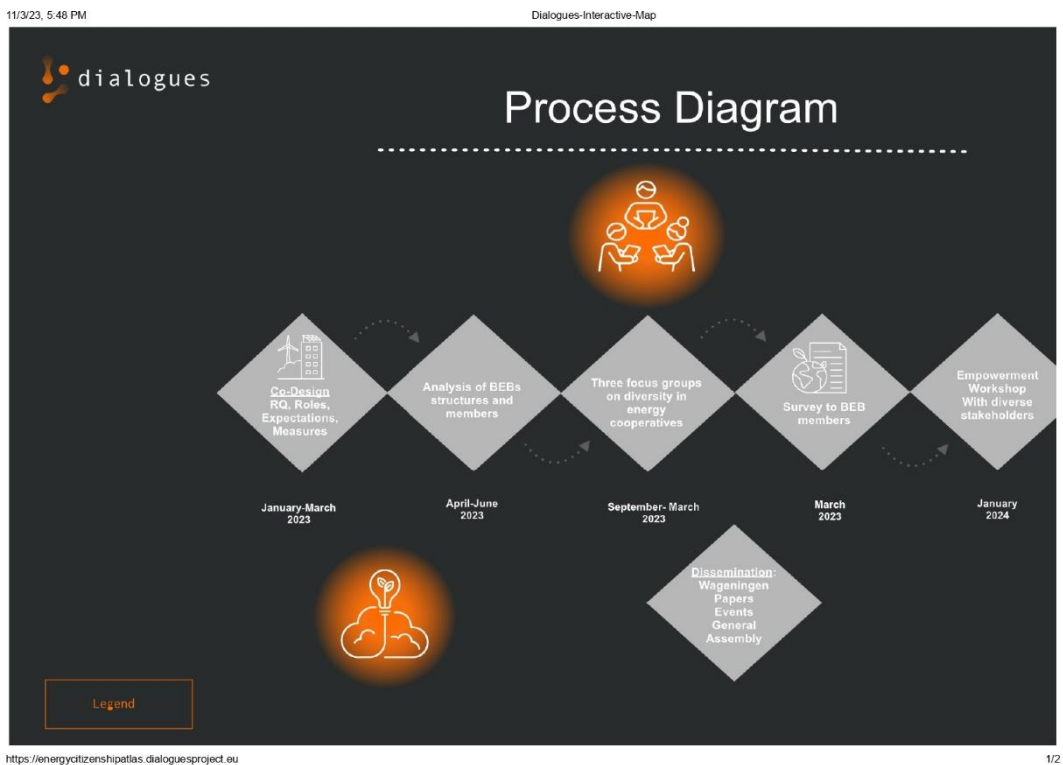 11/3/23, 5:48 PM
Dialogues-Interactive-Map
dialogues
Process Diagram
Co-Design
RQ, Roles,
Expectations,
Measures
Analysis of BEBs
structures and
members
Three focus groups
on diversity in
energy
cooperatives
Survey to BEB
members
Empowerment
Workshop
With diverse
stakeholders
January-March
2023
April-June
2023
September- March
2023
March
2023
January
2024
Dissemination:
Wageningen
Papers
Events
General
Assembly
Legend
https://energycitizenshipatlas.dialoguesproject.eu
1/2